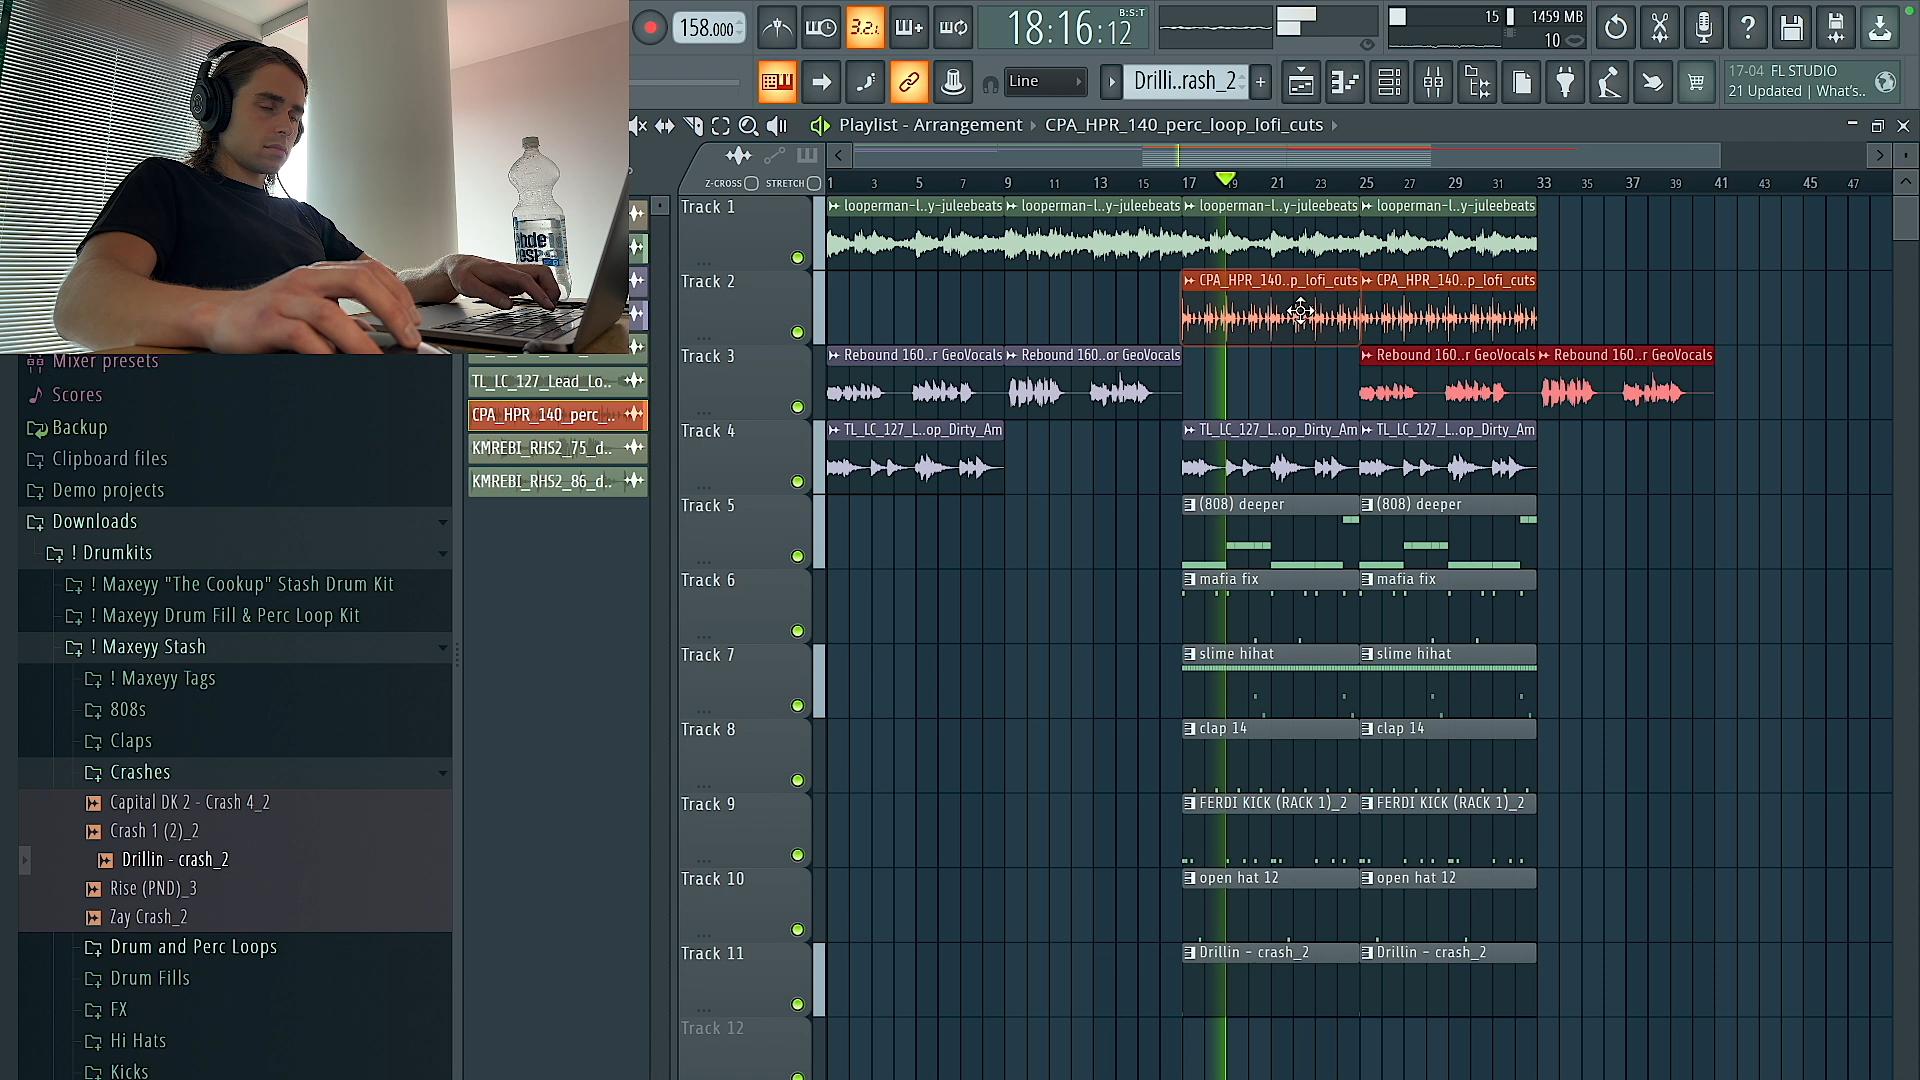 158.000
3.2.
18:16:12
B:S:T
15
1459 MB
10
Line
Drilli..rash_2
17-04 FL STUDIO
21 Updated | What's..
Playlist - Arrangement
CPA_HPR_140_perc_loop_lofi_cuts
Z-CROSS
STRETCH
1 3 5 7 9 11 13 15 17 19 21 23 25 27 29 31 33 35 37 39 41 43 45 47
Track 1
looperman-l..y-juleebeats
looperman-l..y-juleebeats
looperman-l..y-juleebeats
looperman-l..y-juleebeats
Track 2
CPA_HPR_140..p_lofi_cuts
CPA_HPR_140..p_lofi_cuts
Track 3
Rebound 160..r GeoVocals
Rebound 160..or GeoVocals
Rebound 160..r GeoVocals
Rebound 160..r GeoVocals
Track 4
TL_LC_127_L..op_Dirty_Am
TL_LC_127_L..op_Dirty_Am
TL_LC_127_L..op_Dirty_Am
Track 5
(808) deeper
(808) deeper
Track 6
mafia fix
mafia fix
Track 7
slime hihat
slime hihat
Track 8
clap 14
clap 14
Track 9
FERDI KICK (RACK 1)_2
FERDI KICK (RACK 1)_2
Track 10
open hat 12
open hat 12
Track 11
Drillin - crash_2
Drillin - crash_2
Track 12
TL_LC_127_Lead_Lo..
CPA_HPR_140_perc_..
KMREBI_RHS2_75_d..
KMREBI_RHS2_86_d..
Mixer presets
Scores
Backup
Clipboard files
Demo projects
Downloads
! Drumkits
! Maxeyy "The Cookup" Stash Drum Kit
! Maxeyy Drum Fill & Perc Loop Kit
! Maxeyy Stash
! Maxeyy Tags
808s
Claps
Crashes
Capital DK 2 - Crash 4_2
Crash 1 (2)_2
Drillin - crash_2
Rise (PND)_3
Zay Crash_2
Drum and Perc Loops
Drum Fills
FX
Hi Hats
Kicks